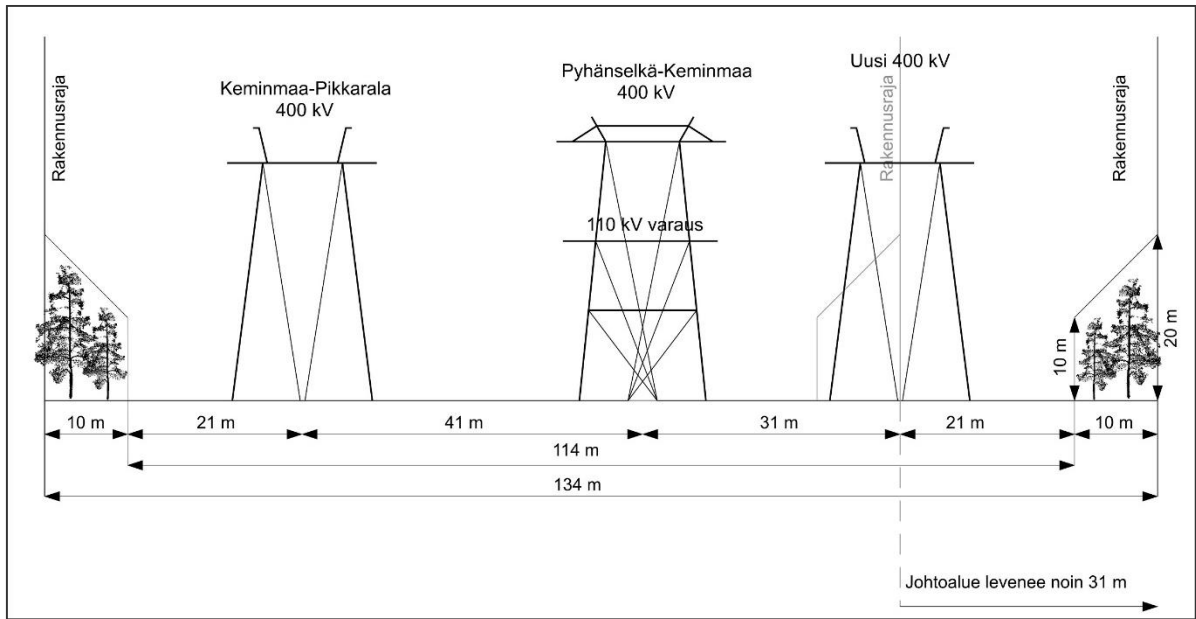 Rakennusraja
Keminmaa-Pikkarala
400 kV
Pyhänselkä-Keminmaa
400 kV
110 kV varaus
Uusi 400 kV
Rakennusraja
Rakennusraja
10 m
20 m
10 m
21 m
41 m
31 m
21 m
10 m
114 m
134 m
Johtoalue levenee noin 31 m